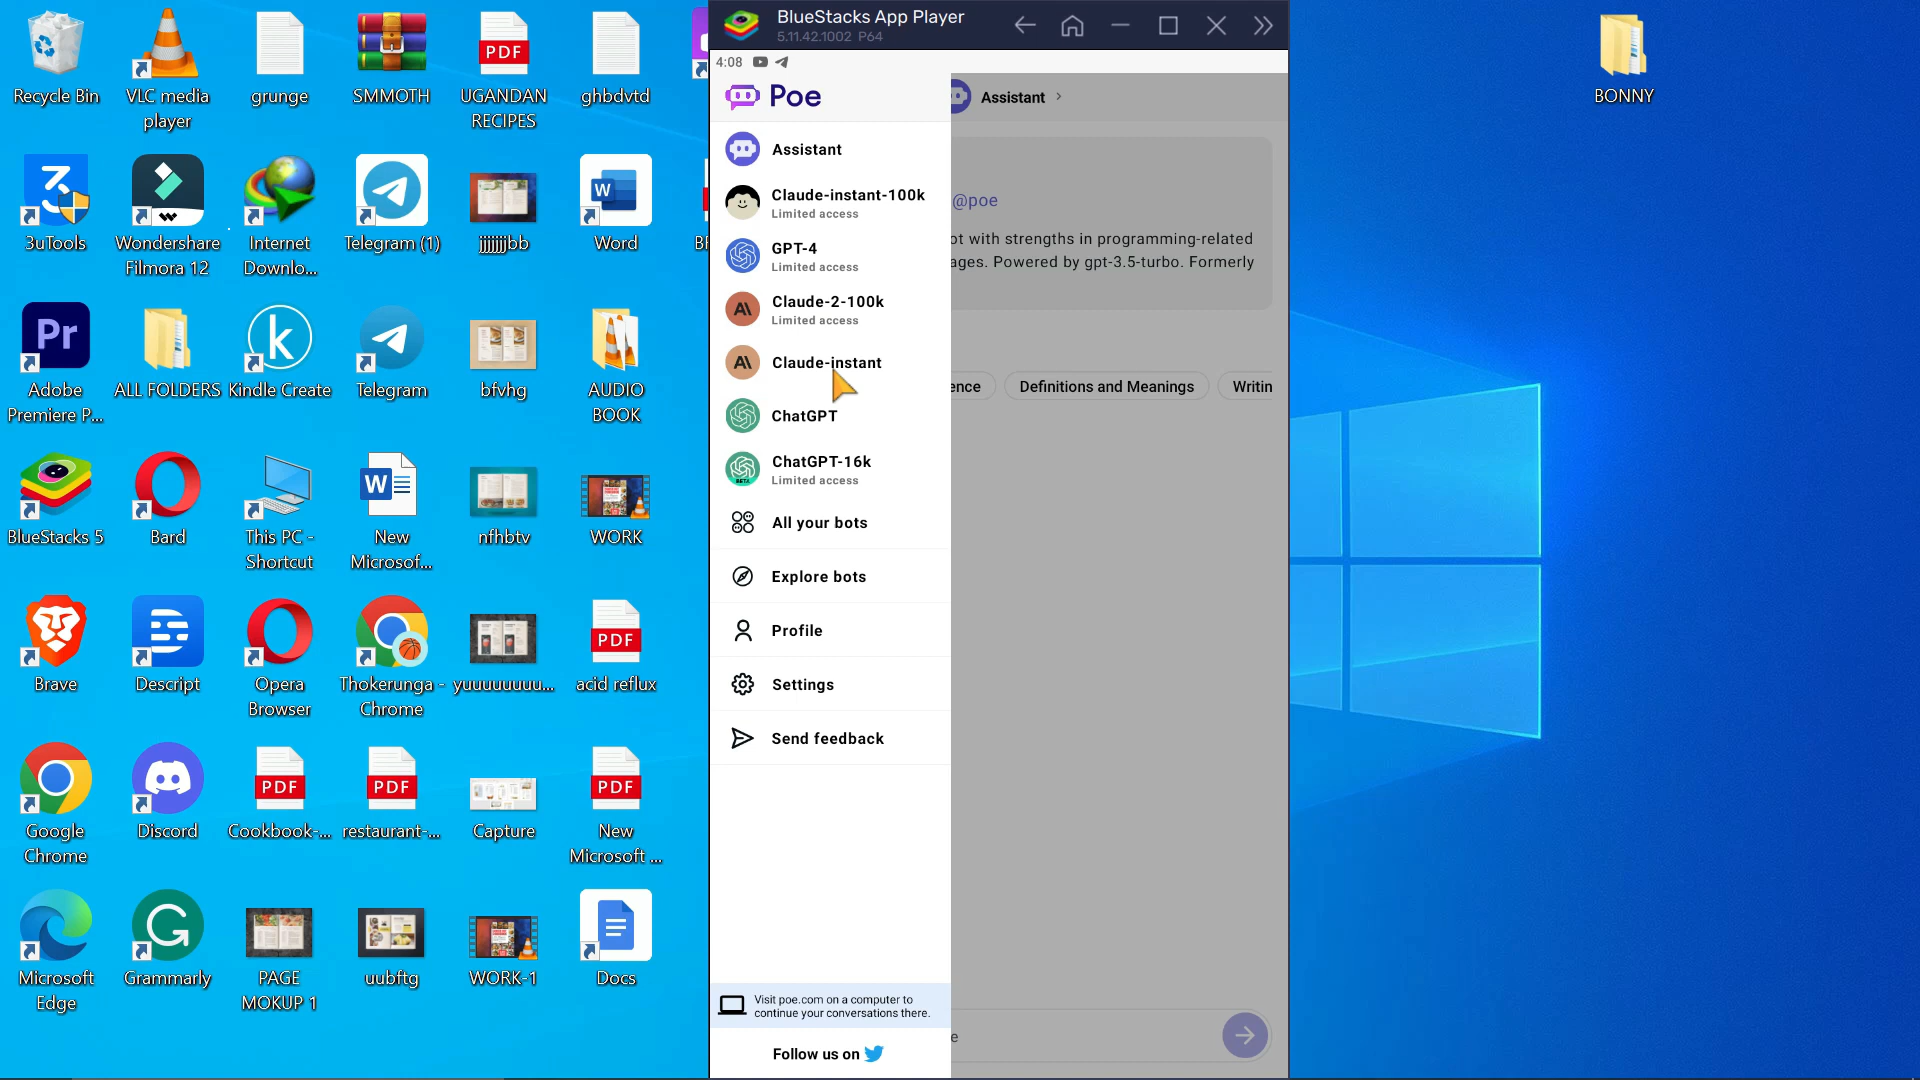 Recycle Bin
VLC media
player
grunge
SMMOTH
PDF
UGANDAN
RECIPES
ghbdvtd
3uTools
Wondershare
Filmora 12
Internet
Downlo...
Telegram (1)
jjjjjjjbb
W
Word
Pr
Adobe
Premiere P...
ALL FOLDERS
k
Kindle Create
Telegram
bfvhg
AUDIO
BOOK
BlueStacks 5
Bard
This PC -
Shortcut
W
New
Microsof...
nfhbtv
WORK
Brave
Descript
Opera
Browser
Thokerunga -
Chrome
yuuuuuuuu...
PDF
acid reflux
Google
Chrome
Discord
PDF
Cookbook-...
PDF
restaurant-...
Capture
PDF
New
Microsoft ...
Microsoft
Edge
G
Grammarly
PAGE
MOKUP 1
uubftg
WORK-1
Docs
BlueStacks App Player
5.11.42.1002 P64
4:08
Poe
Assistant
Claude-instant-100k
Limited access
GPT-4
Limited access
AI
Claude-2-100k
Limited access
AI
Claude-instant
ChatGPT
BETA
ChatGPT-16k
Limited access
All your bots
Explore bots
Profile
Settings
Send feedback
Visit poe.com on a computer to
continue your conversations there.
Follow us on
Assistant
@poe
ot with strengths in programming-related
ages. Powered by gpt-3.5-turbo. Formerly
ence
Definitions and Meanings
Writin
e
BONNY